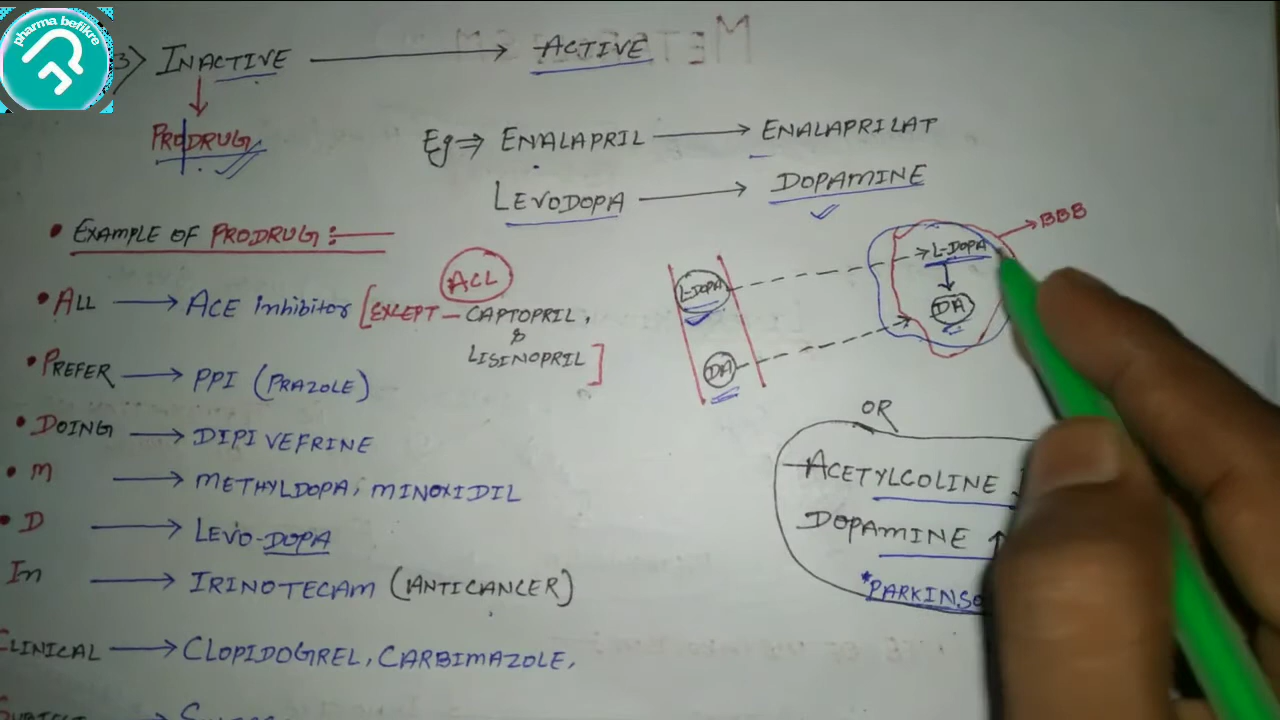 pharma befikre
3> INACTIVE → ACTIVE
PRODRUG
Eg ⇒ ENALAPRIL → ENALAPRILAT
LEVODOPA → DOPAMINE
BBB
• EXAMPLE OF PRODRUG :-
L-DOPA
L-DOPA
DA
DA
ACL
• ALL → ACE Inhibitor [EXCEPT - CAPTOPRIL,
&
LISINOPRIL]
• PREFER → PPI (PRAZOLE)
• DOING → DIPIVEFRINE
• M → METHYLDOPA, MINOXIDIL
• D → LEVO-DOPA
In → IRINOTECAM (ANTICANCER)
CLINICAL → CLOPIDOGREL, CARBIMAZOLE,
OR
ACETYLCOLINE ↓
DOPAMINE ↑
*PARKINSO